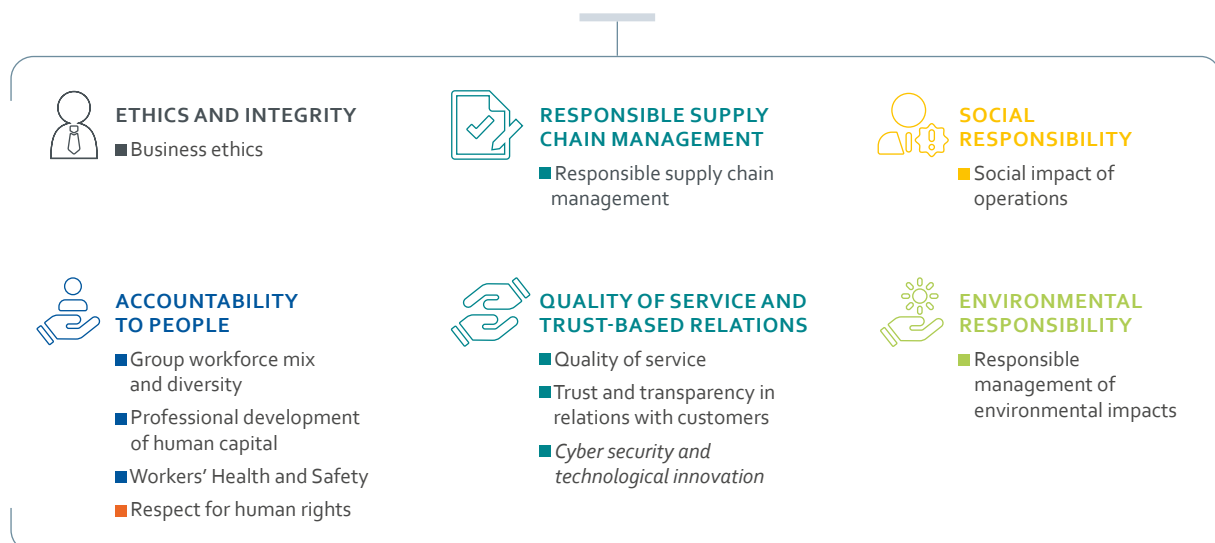 ETHICS AND INTEGRITY
Business ethics
RESPONSIBLE SUPPLY
CHAIN MANAGEMENT
Responsible supply chain
management
SOCIAL
RESPONSIBILITY
Social impact of
operations
ACCOUNTABILITY
TO PEOPLE
Group workforce mix
and diversity
Professional development
of human capital
Workers’ Health and Safety
Respect for human rights
QUALITY OF SERVICE AND
TRUST-BASED RELATIONS
Quality of service
Trust and transparency in
relations with customers
Cyber security and
technological innovation
ENVIRONMENTAL
RESPONSIBILITY
Responsible
management of
environmental impacts